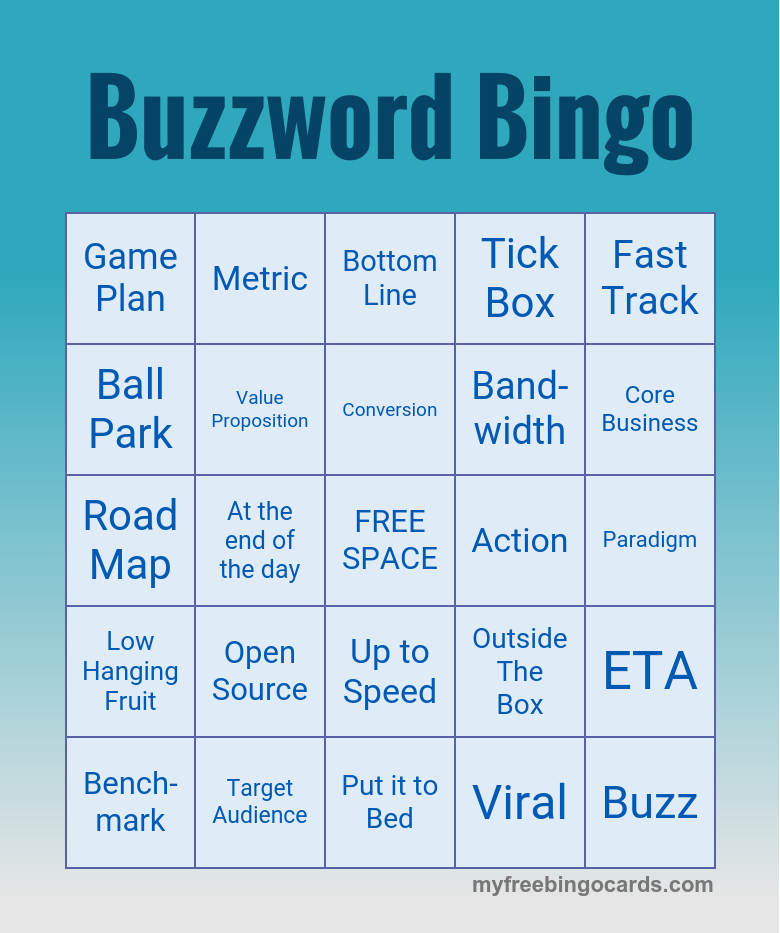 Buzzword Bingo
Game
Plan
Metric
Bottom
Line
Tick
Box
Fast
Track
Ball
Park
Value
Proposition
Conversion
Band-
width
Core
Business
Road
Map
At the
end of
the day
FREE
SPACE
Action
Paradigm
Low
Hanging
Fruit
Open
Source
Up to
Speed
Outside
The
Box
ETA
Bench-
mark
Target
Audience
Put it to
Bed
Viral
Buzz
myfreebingocards.com